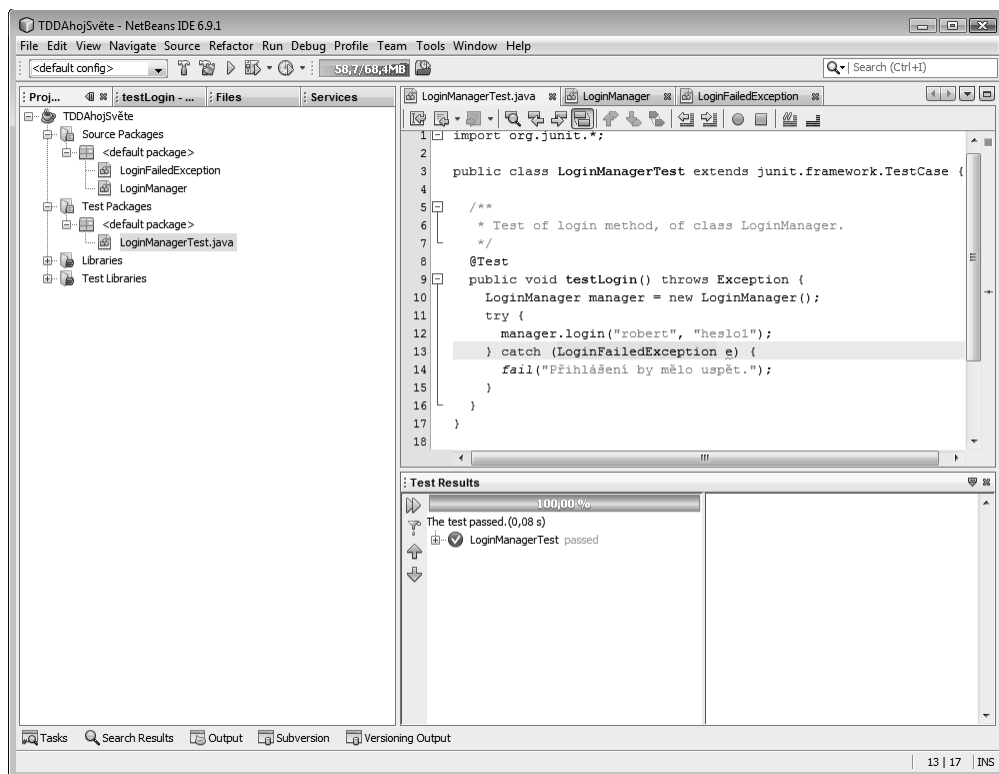 TDDAhojSvěte - NetBeans IDE 6.9.1
File Edit View Navigate Source Refactor Run Debug Profile Team Tools Window Help
<default config> 58,7/68,4MB Search (Ctrl+I)
Proj... testLogin - ... Files Services
TDDAhojSvěte
Source Packages
<default package>
LoginFailedException
LoginManager
Test Packages
<default package>
LoginManagerTest.java
Libraries
Test Libraries
LoginManagerTest.java LoginManager LoginFailedException
1 import org.junit.*;
2
3 public class LoginManagerTest extends junit.framework.TestCase {
4
5 /**
6 * Test of login method, of class LoginManager.
7 */
8 @Test
9 public void testLogin() throws Exception {
10 LoginManager manager = new LoginManager();
11 try {
12 manager.login("robert", "heslo1");
13 } catch (LoginFailedException e) {
14 fail("Přihlášení by mělo uspět.");
15 }
16 }
17 }
18
Test Results
100,00 %
The test passed.(0,08 s)
LoginManagerTest passed
Tasks Search Results Output Subversion Versioning Output
13 | 17 INS